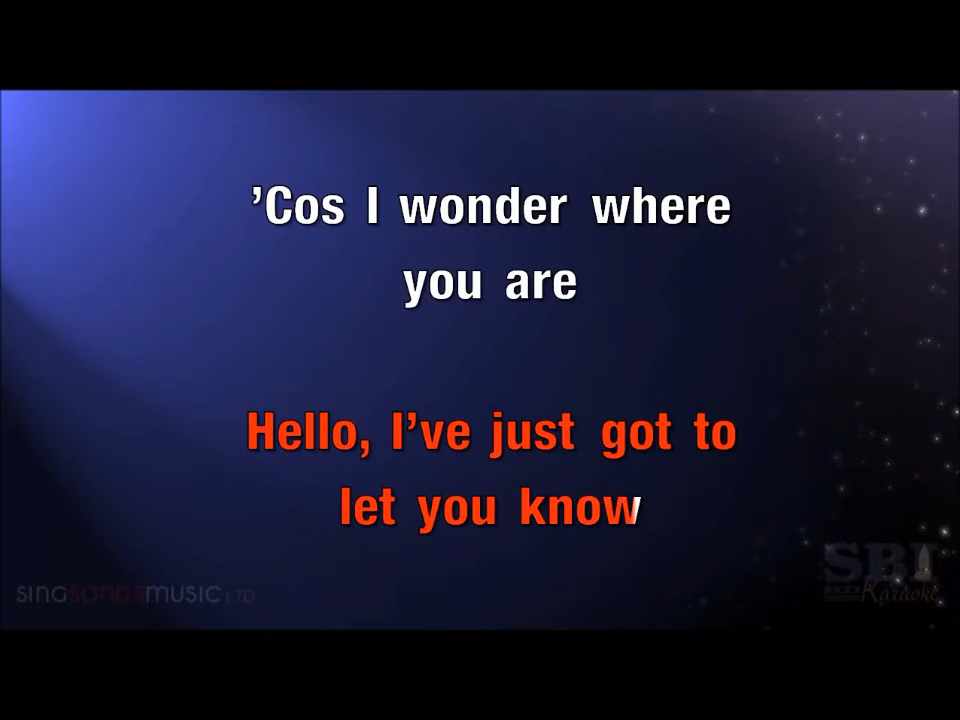 ’Cos I wonder where
you are
Hello, I’ve just got to
let you know
SINGSONGSMUSIC LTD
SBI
Karaoke